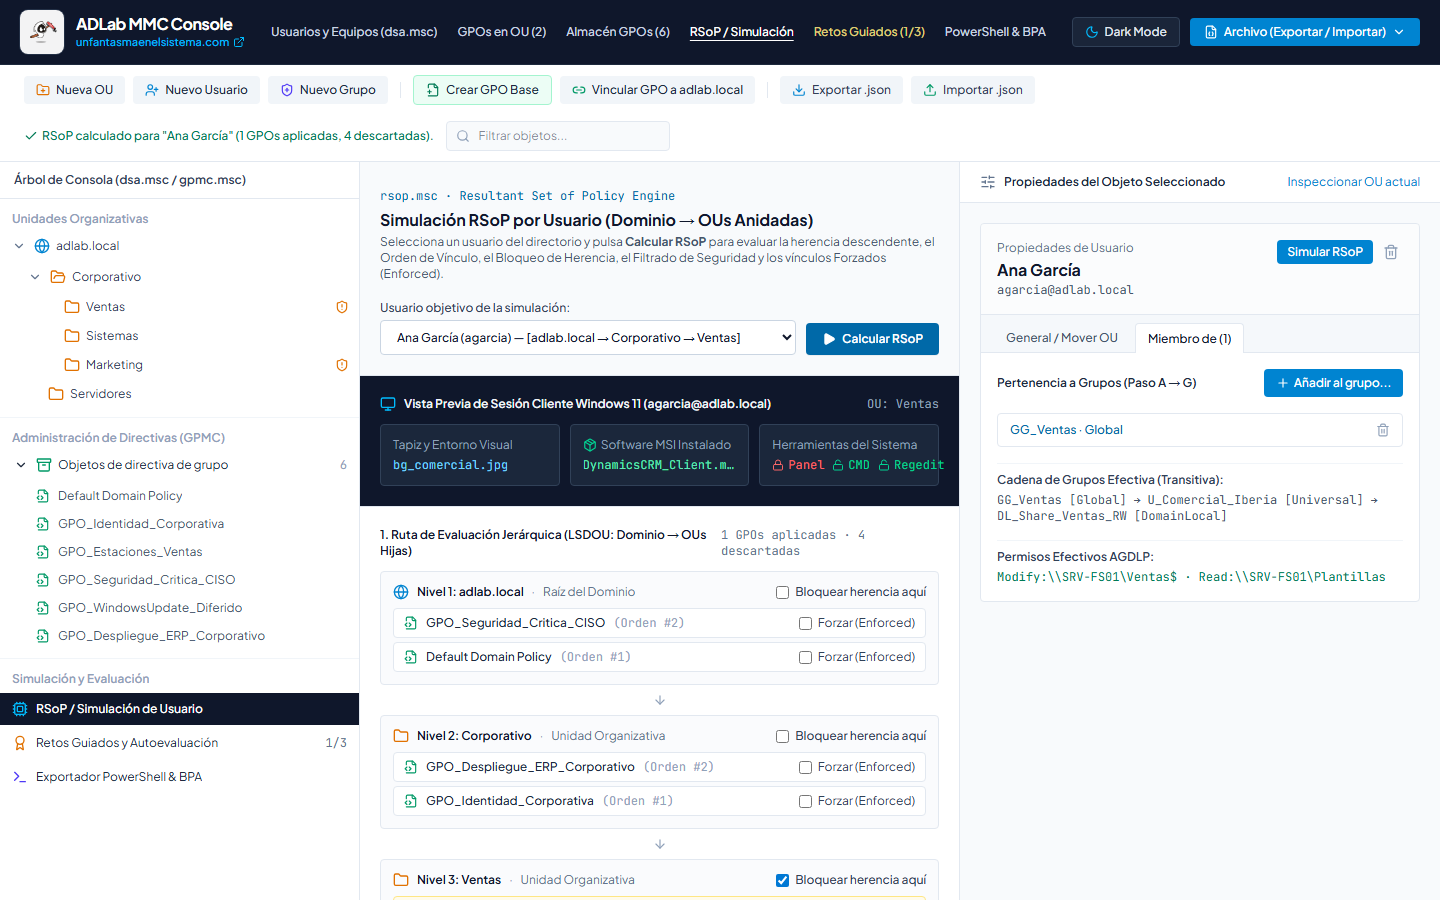 ADLab MMC Console
unfantasmaenelsistema.com
Usuarios y Equipos (dsa.msc)
GPOs en OU (2)
Almacén GPOs (6)
RSoP / Simulación
Retos Guiados (1/3)
PowerShell & BPA
Dark Mode
Archivo (Exportar / Importar)
Nueva OU
Nuevo Usuario
Nuevo Grupo
Crear GPO Base
Vincular GPO a adlab.local
Exportar .json
Importar .json
RSoP calculado para "Ana García" (1 GPOs aplicadas, 4 descartadas).
Filtrar objetos...
Árbol de Consola (dsa.msc / gpmc.msc)
Unidades Organizativas
adlab.local
Corporativo
Ventas
Sistemas
Marketing
Servidores
Administración de Directivas (GPMC)
Objetos de directiva de grupo 6
Default Domain Policy
GPO_Identidad_Corporativa
GPO_Estaciones_Ventas
GPO_Seguridad_Critica_CISO
GPO_WindowsUpdate_Diferido
GPO_Despliegue_ERP_Corporativo
Simulación y Evaluación
RSoP / Simulación de Usuario
Retos Guiados y Autoevaluación 1/3
Exportador PowerShell & BPA
rsop.msc · Resultant Set of Policy Engine
Simulación RSoP por Usuario (Dominio → OUs Anidadas)
Selecciona un usuario del directorio y pulsa Calcular RSoP para evaluar la herencia descendente, el
Orden de Vínculo, el Bloqueo de Herencia, el Filtrado de Seguridad y los vínculos Forzados
(Enforced).
Usuario objetivo de la simulación:
Ana García (agarcia) — [adlab.local → Corporativo → Ventas]
Calcular RSoP
Vista Previa de Sesión Cliente Windows 11 (agarcia@adlab.local)
OU: Ventas
Tapiz y Entorno Visual
bg_comercial.jpg
Software MSI Instalado
DynamicsCRM_Client.m…
Herramientas del Sistema
Panel CMD Regedit
1. Ruta de Evaluación Jerárquica (LSDOU: Dominio → OUs
Hijas)
1 GPOs aplicadas · 4
descartadas
Nivel 1: adlab.local · Raíz del Dominio
Bloquear herencia aquí
GPO_Seguridad_Critica_CISO (Orden #2)
Forzar (Enforced)
Default Domain Policy (Orden #1)
Forzar (Enforced)
Nivel 2: Corporativo · Unidad Organizativa
Bloquear herencia aquí
GPO_Despliegue_ERP_Corporativo (Orden #2)
Forzar (Enforced)
GPO_Identidad_Corporativa (Orden #1)
Forzar (Enforced)
Nivel 3: Ventas · Unidad Organizativa
Bloquear herencia aquí
Propiedades del Objeto Seleccionado
Inspeccionar OU actual
Propiedades de Usuario
Ana García
agarcia@adlab.local
Simular RSoP
General / Mover OU
Miembro de (1)
Pertenencia a Grupos (Paso A → G)
Añadir al grupo...
GG_Ventas · Global
Cadena de Grupos Efectiva (Transitiva):
GG_Ventas [Global] → U_Comercial_Iberia [Universal] →
DL_Share_Ventas_RW [DomainLocal]
Permisos Efectivos AGDLP:
Modify:\\SRV-FS01\Ventas$ · Read:\\SRV-FS01\Plantillas